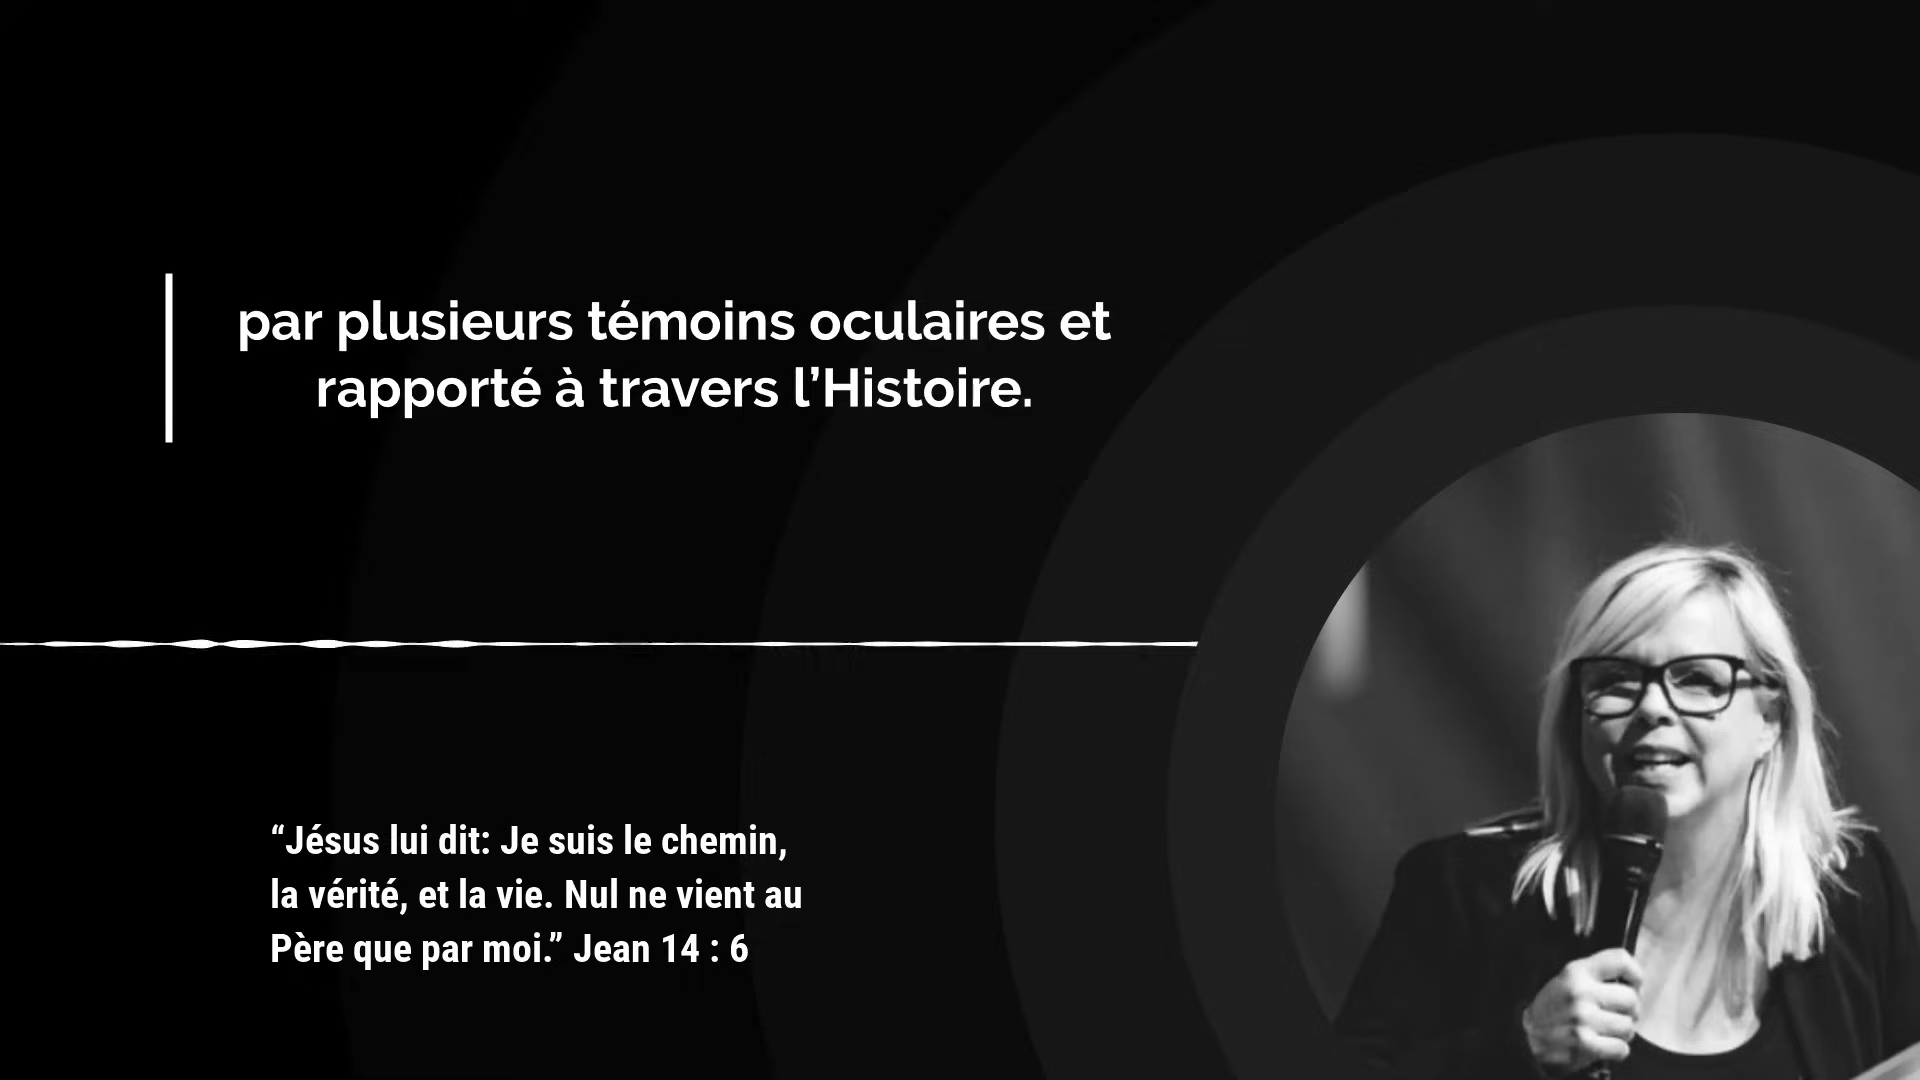 par plusieurs témoins oculaires et
rapporté à travers l’Histoire.
“Jésus lui dit: Je suis le chemin,
la vérité, et la vie. Nul ne vient au
Père que par moi.” Jean 14 : 6